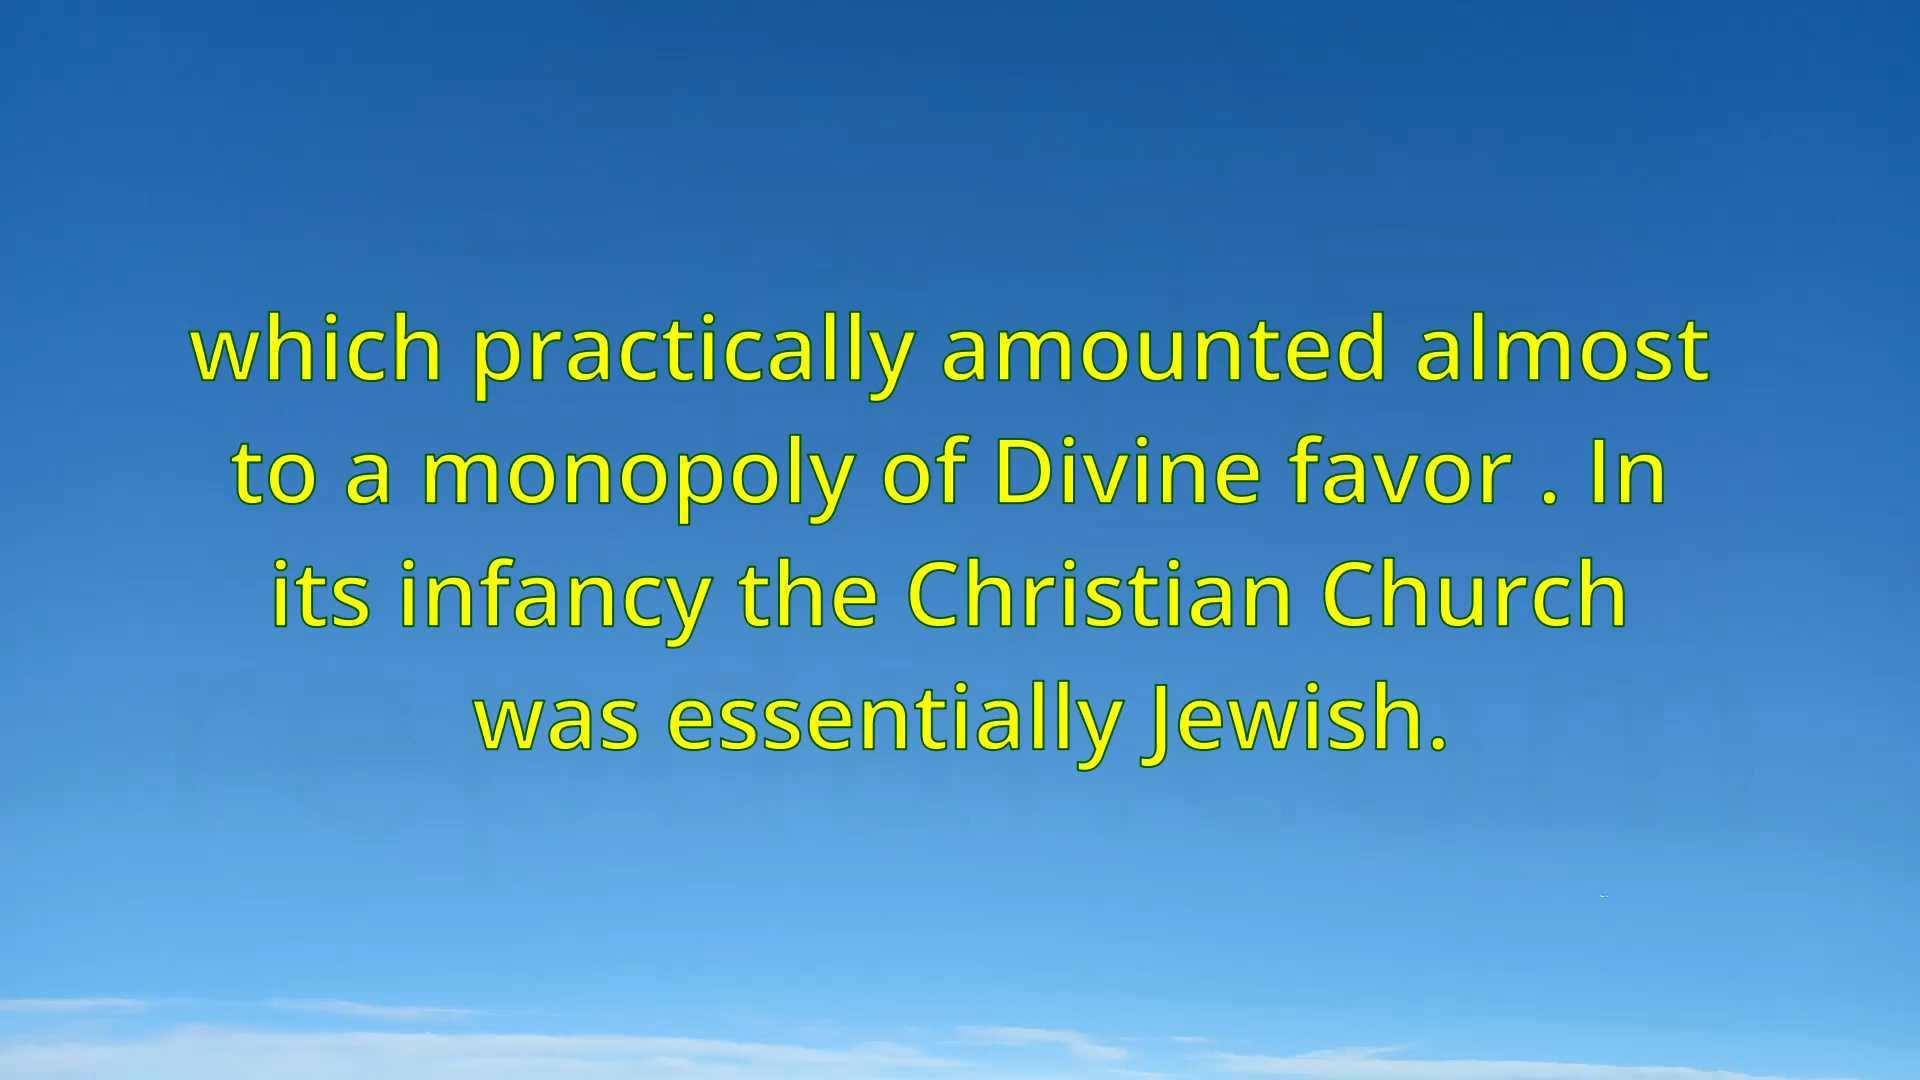 which practically amounted almost
to a monopoly of Divine favor . In
its infancy the Christian Church
was essentially Jewish.